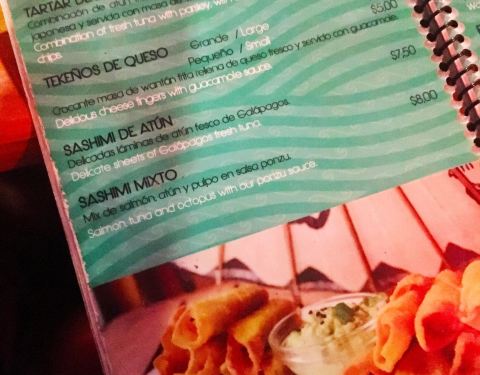 TARTAR DE
Combinación de atún
japonesa y servida con masa de
Combination of fresh tuna with parsley,
chips.
$5.00
TEKEÑOS DE QUESO Grande / Large
Pequeño / Small
Crocante masa de wantán frita rellena de queso fresco y servido con guacamole.
Delicious cheese fingers with guacamole sauce.
$7.50
SASHIMI DE ATÚN
Delicadas láminas de atún fesco de Galápagos.
Delicate sheets of Galápagos fresh tuna.
$8.00
SASHIMI MIXTO
Mix de salmón, atún y pulpo en salsa ponzu.
Salmon, tuna and octopus with our ponzu sauce.